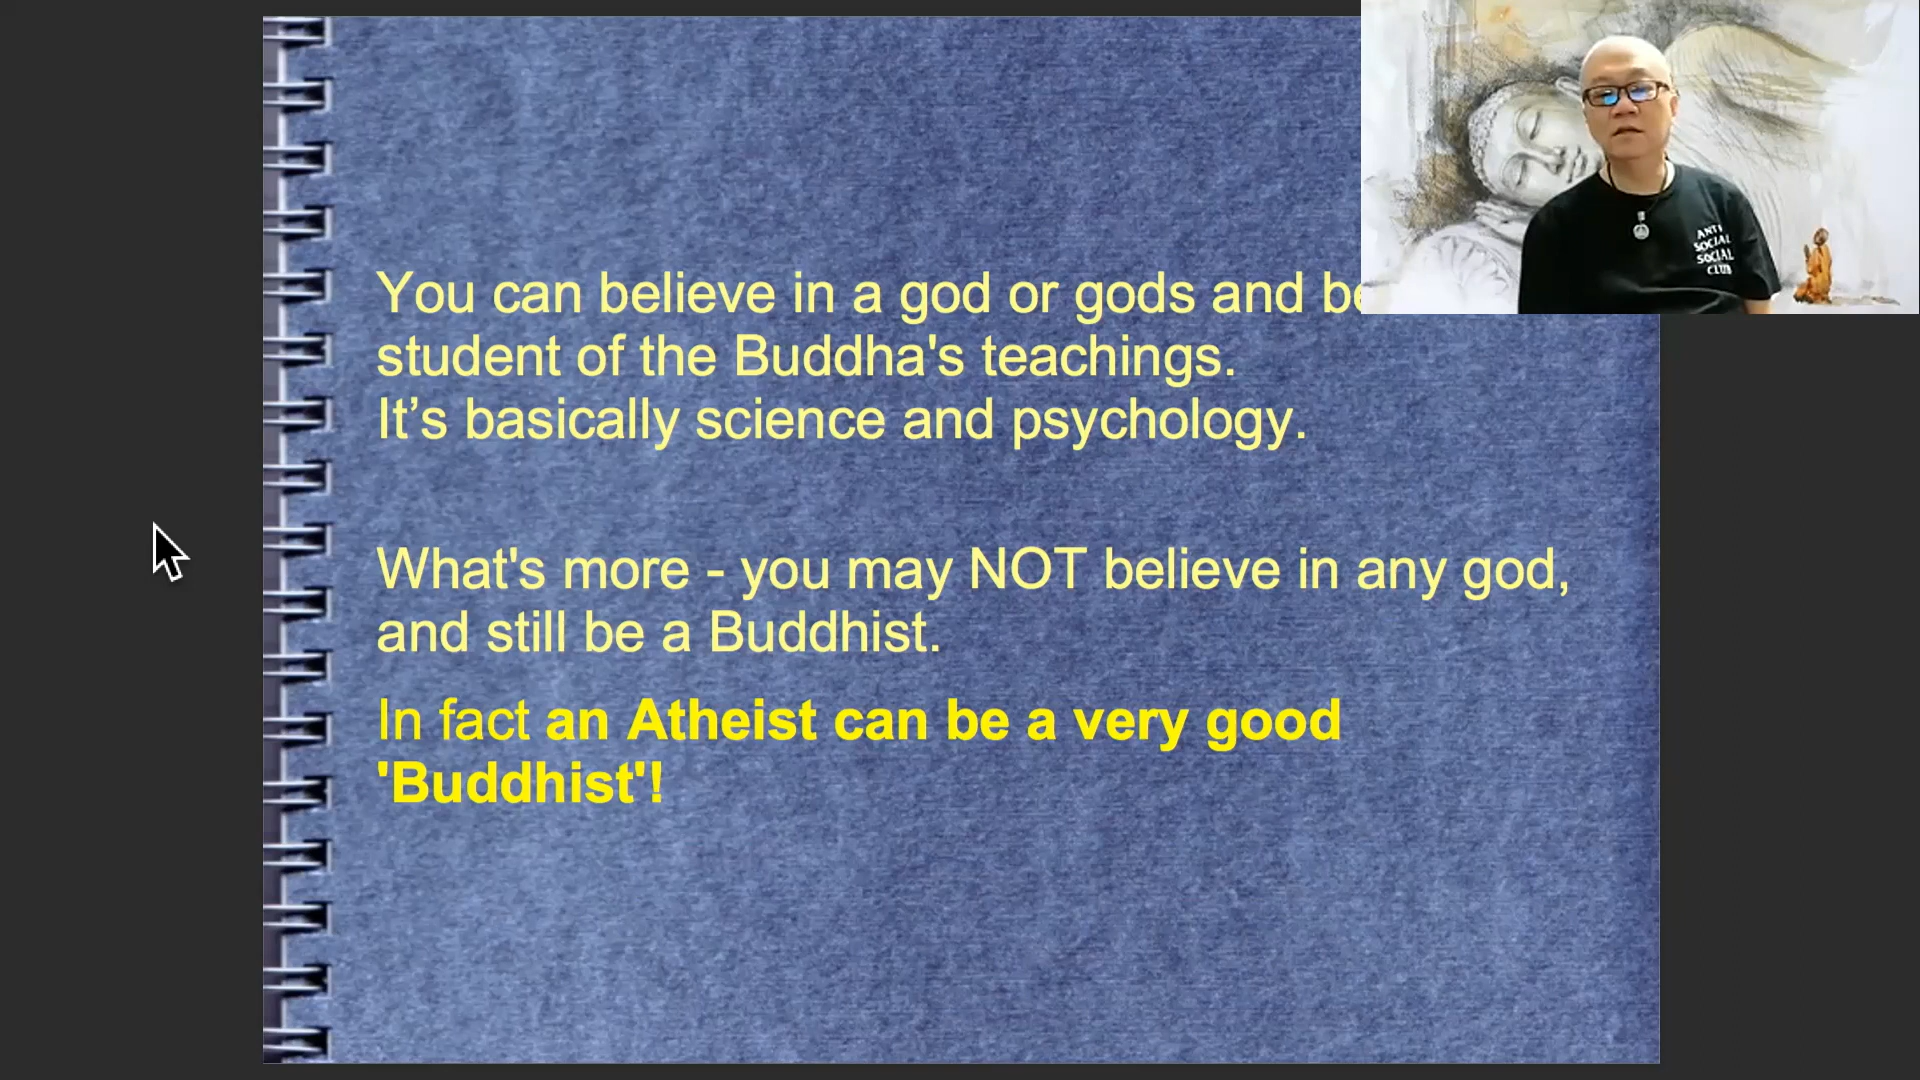 You can believe in a god or gods and
student of the Buddha's teachings.
It’s basically science and psychology.
What's more - you may NOT believe in any god,
and still be a Buddhist.
In fact an Atheist can be a very good
'Buddhist'!
ANTI
SOCIAL
SOCIAL
CLUB